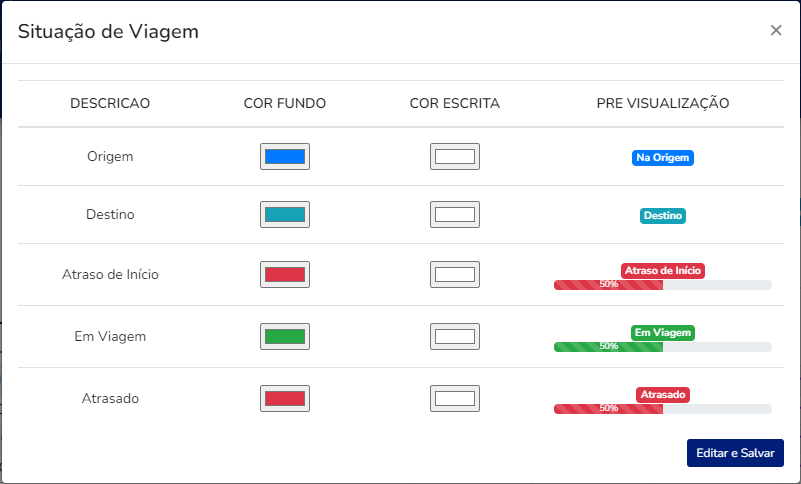 Situação de Viagem ×
DESCRICAO COR FUNDO COR ESCRITA PRE VISUALIZAÇÃO
Origem Na Origem
Destino Destino
Atraso de Início Atraso de Início
50%
Em Viagem Em Viagem
50%
Atrasado Atrasado
50%
Editar e Salvar